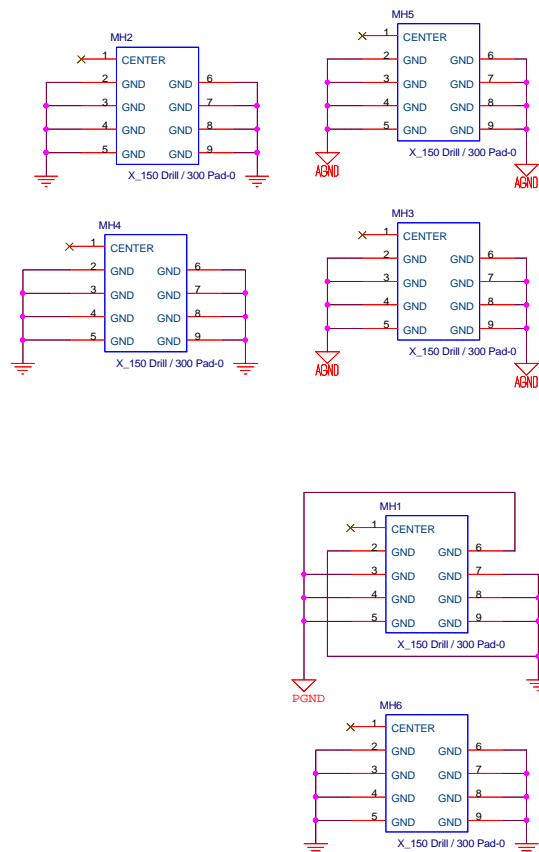 MH2
1 CENTER
2 GND GND 6
3 GND GND 7
4 GND GND 8
5 GND GND 9
X_150 Drill / 300 Pad-0
MH5
1 CENTER
2 GND GND 6
3 GND GND 7
4 GND GND 8
5 GND GND 9
X_150 Drill / 300 Pad-0
AGND AGND
MH4
1 CENTER
2 GND GND 6
3 GND GND 7
4 GND GND 8
5 GND GND 9
X_150 Drill / 300 Pad-0
MH3
1 CENTER
2 GND GND 6
3 GND GND 7
4 GND GND 8
5 GND GND 9
X_150 Drill / 300 Pad-0
AGND AGND
MH1
1 CENTER
2 GND GND 6
3 GND GND 7
4 GND GND 8
5 GND GND 9
X_150 Drill / 300 Pad-0
PGND
MH6
1 CENTER
2 GND GND 6
3 GND GND 7
4 GND GND 8
5 GND GND 9
X_150 Drill / 300 Pad-0